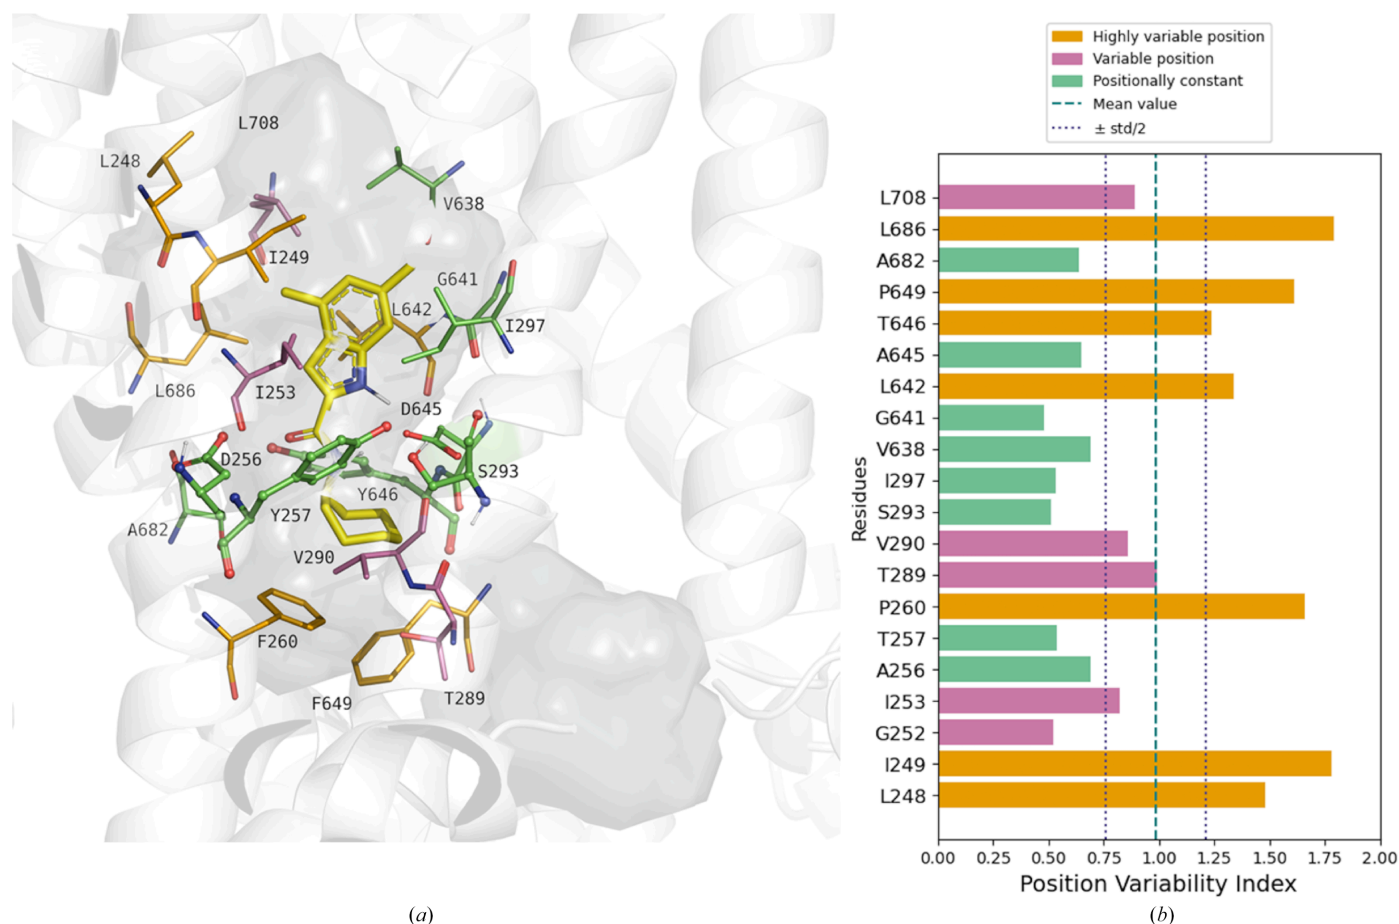 L708
L248
V638
I249
G641
L642
I297
L686
I253
D645
D256
S293
Y646
Y257
A682
V290
F260
F649
T289
(a)
Highly variable position
Variable position
Positionally constant
Mean value
± std/2
Residues
L708
L686
A682
P649
T646
A645
L642
G641
V638
I297
S293
V290
T289
P260
T257
A256
I253
G252
I249
L248
0.00 0.25 0.50 0.75 1.00 1.25 1.50 1.75 2.00
Position Variability Index
(b)